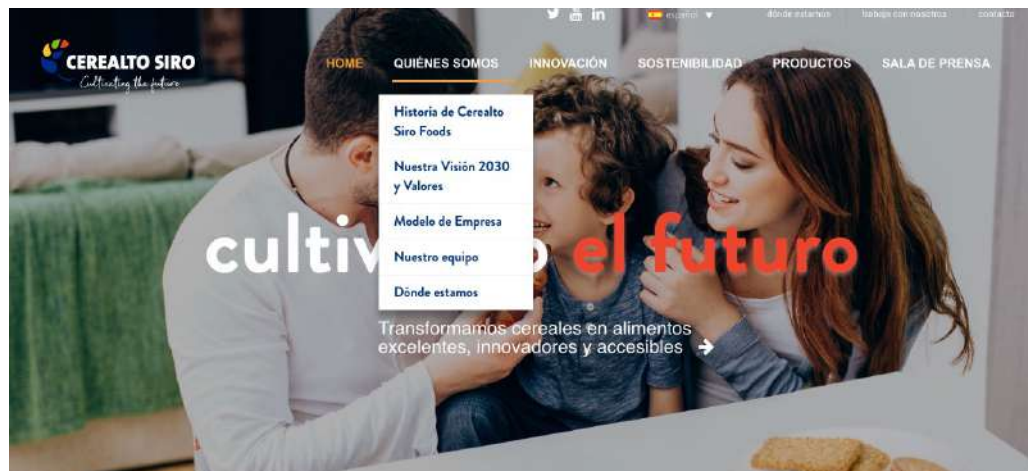 español ▼
dónde estamos
trabaja con nosotros
contacto
CEREALTO SIRO
Cultivating the future
HOME
QUIÉNES SOMOS
INNOVACIÓN
SOSTENIBILIDAD
PRODUCTOS
SALA DE PRENSA
Historia de Cerealto
Siro Foods
Nuestra Visión 2030
y Valores
Modelo de Empresa
Nuestro equipo
Dónde estamos
el futuro
Transformamos cereales en alimentos
excelentes, innovadores y accesibles